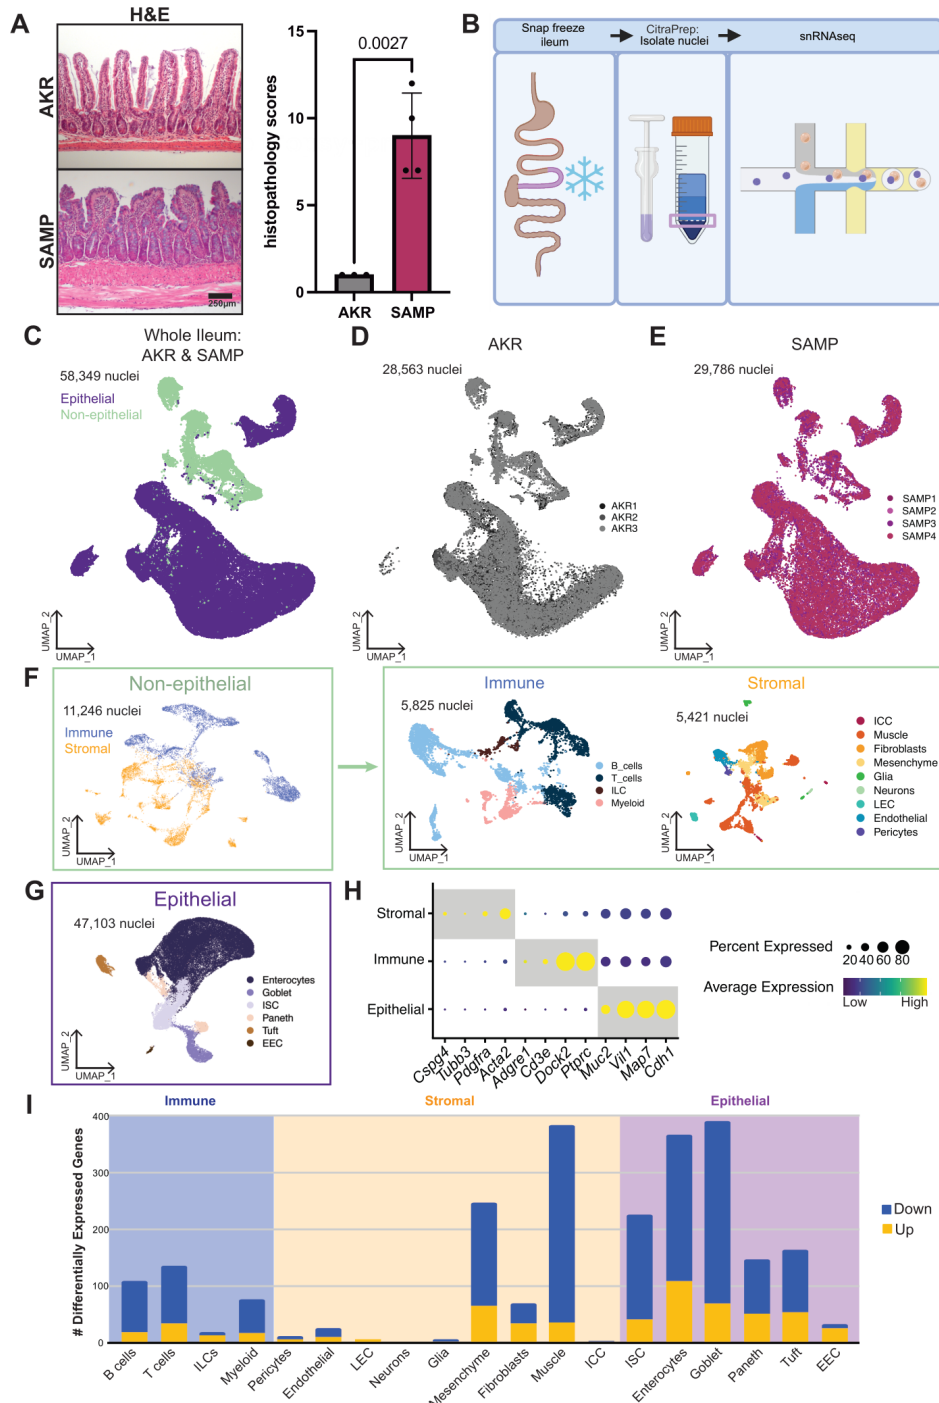 A
H&E
AKR
SAMP
250µm
histopathology scores
15
10
5
0
0.0027
AKR
SAMP
B
Snap freeze
ileum
CitraPrep:
Isolate nuclei
snRNAseq
C
Whole Ileum:
AKR & SAMP
58,349 nuclei
Epithelial
Non-epithelial
UMAP_2
UMAP_1
D
AKR
28,563 nuclei
AKR1
AKR2
AKR3
UMAP_2
UMAP_1
E
SAMP
29,786 nuclei
SAMP1
SAMP2
SAMP3
SAMP4
UMAP_2
UMAP_1
F
Non-epithelial
11,246 nuclei
Immune
Stromal
UMAP_2
UMAP_1
Immune
5,825 nuclei
B_cells
T_cells
ILC
Myeloid
UMAP_2
UMAP_1
Stromal
5,421 nuclei
ICC
Muscle
Fibroblasts
Mesenchyme
Glia
Neurons
LEC
Endothelial
Pericytes
UMAP_2
UMAP_1
G
Epithelial
47,103 nuclei
Enterocytes
Goblet
ISC
Paneth
Tuft
EEC
UMAP_2
UMAP_1
H
Stromal
Immune
Epithelial
Cspg4
Tubb3
Pdgfra
Acta2
Adgre1
Cd3e
Dock2
Ptprc
Muc2
Vil1
Map7
Cdh1
Percent Expressed
20 40 60 80
Average Expression
Low High
I
Immune
Stromal
Epithelial
# Differentially Expressed Genes
400
300
200
100
0
Down
Up
B cells
T cells
ILCs
Myeloid
Pericytes
Endothelial
LEC
Neurons
Glia
Mesenchyme
Fibroblasts
Muscle
ICC
ISC
Enterocytes
Goblet
Paneth
Tuft
EEC